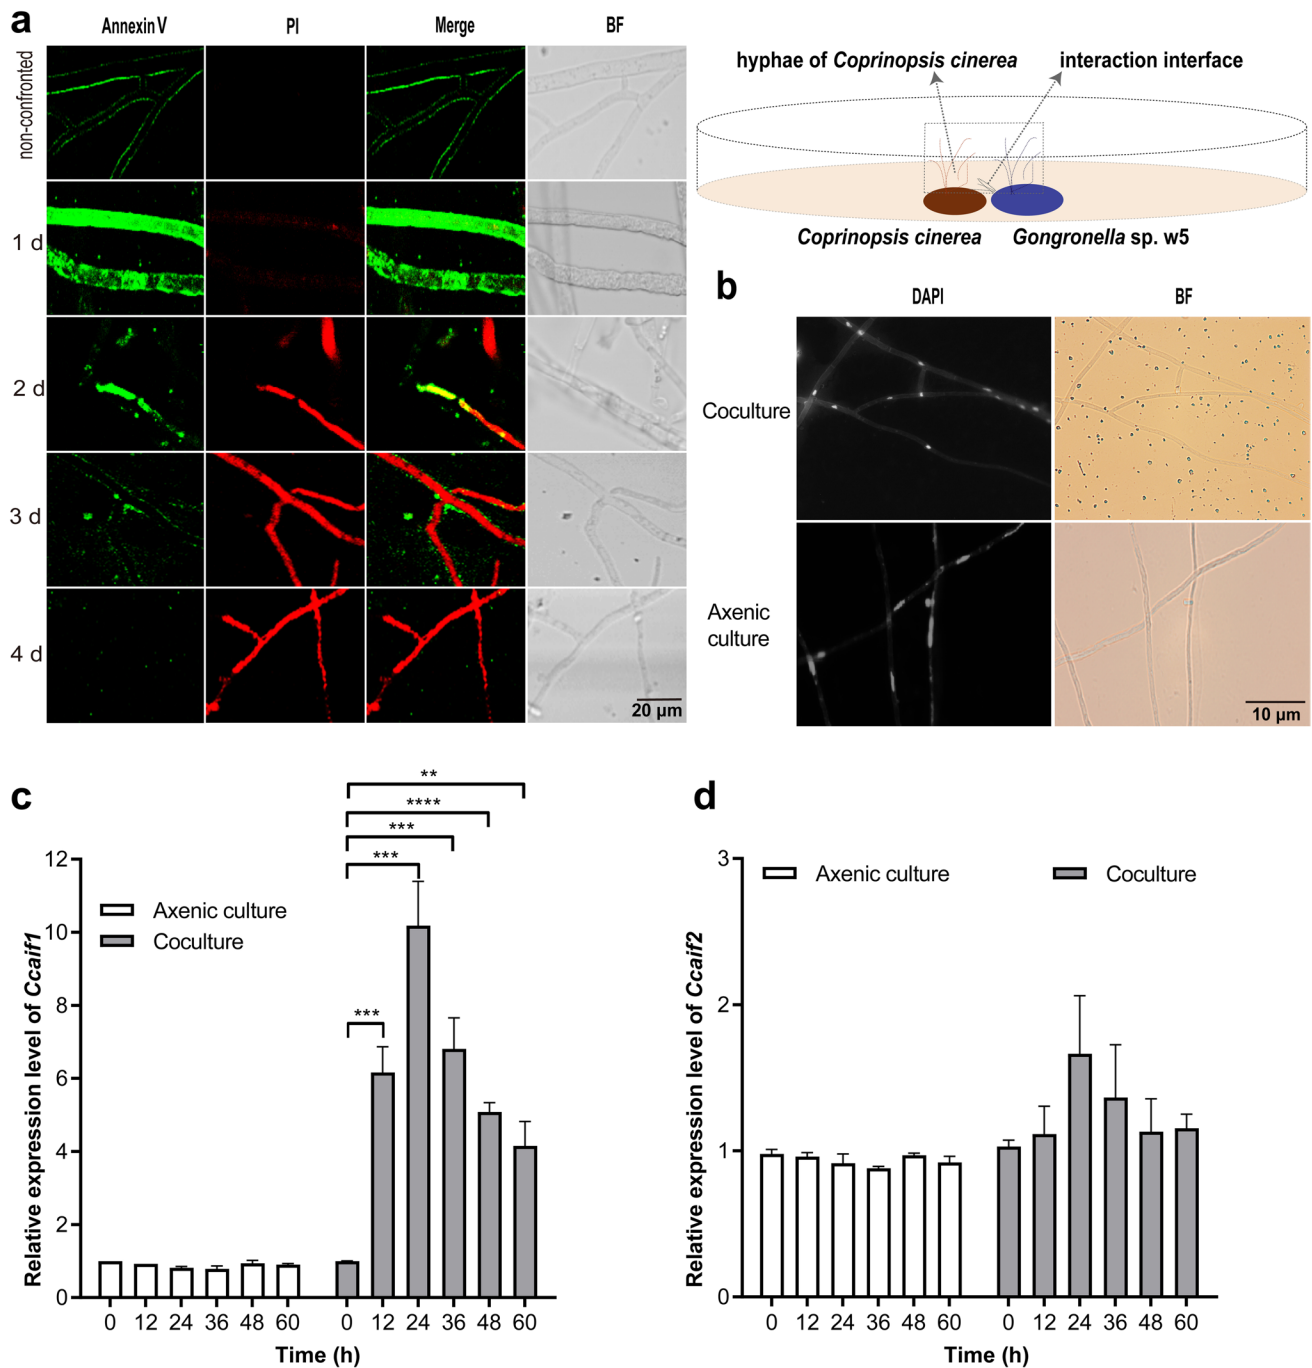 a
Annexin V
PI
Merge
BF
non-confronted
1 d
2 d
3 d
4 d
20 µm
hyphae of Coprinopsis cinerea
interaction interface
Coprinopsis cinerea
Gongronella sp. w5
b
DAPI
BF
Coculture
Axenic
culture
10 µm
c
Relative expression level of Ccaif1
12
10
8
6
4
2
0
Axenic culture
Coculture
**
****
***
***
***
0 12 24 36 48 60
0 12 24 36 48 60
Time (h)
d
Relative expression level of Ccaif2
3
2
1
0
Axenic culture
Coculture
0 12 24 36 48 60
0 12 24 36 48 60
Time (h)